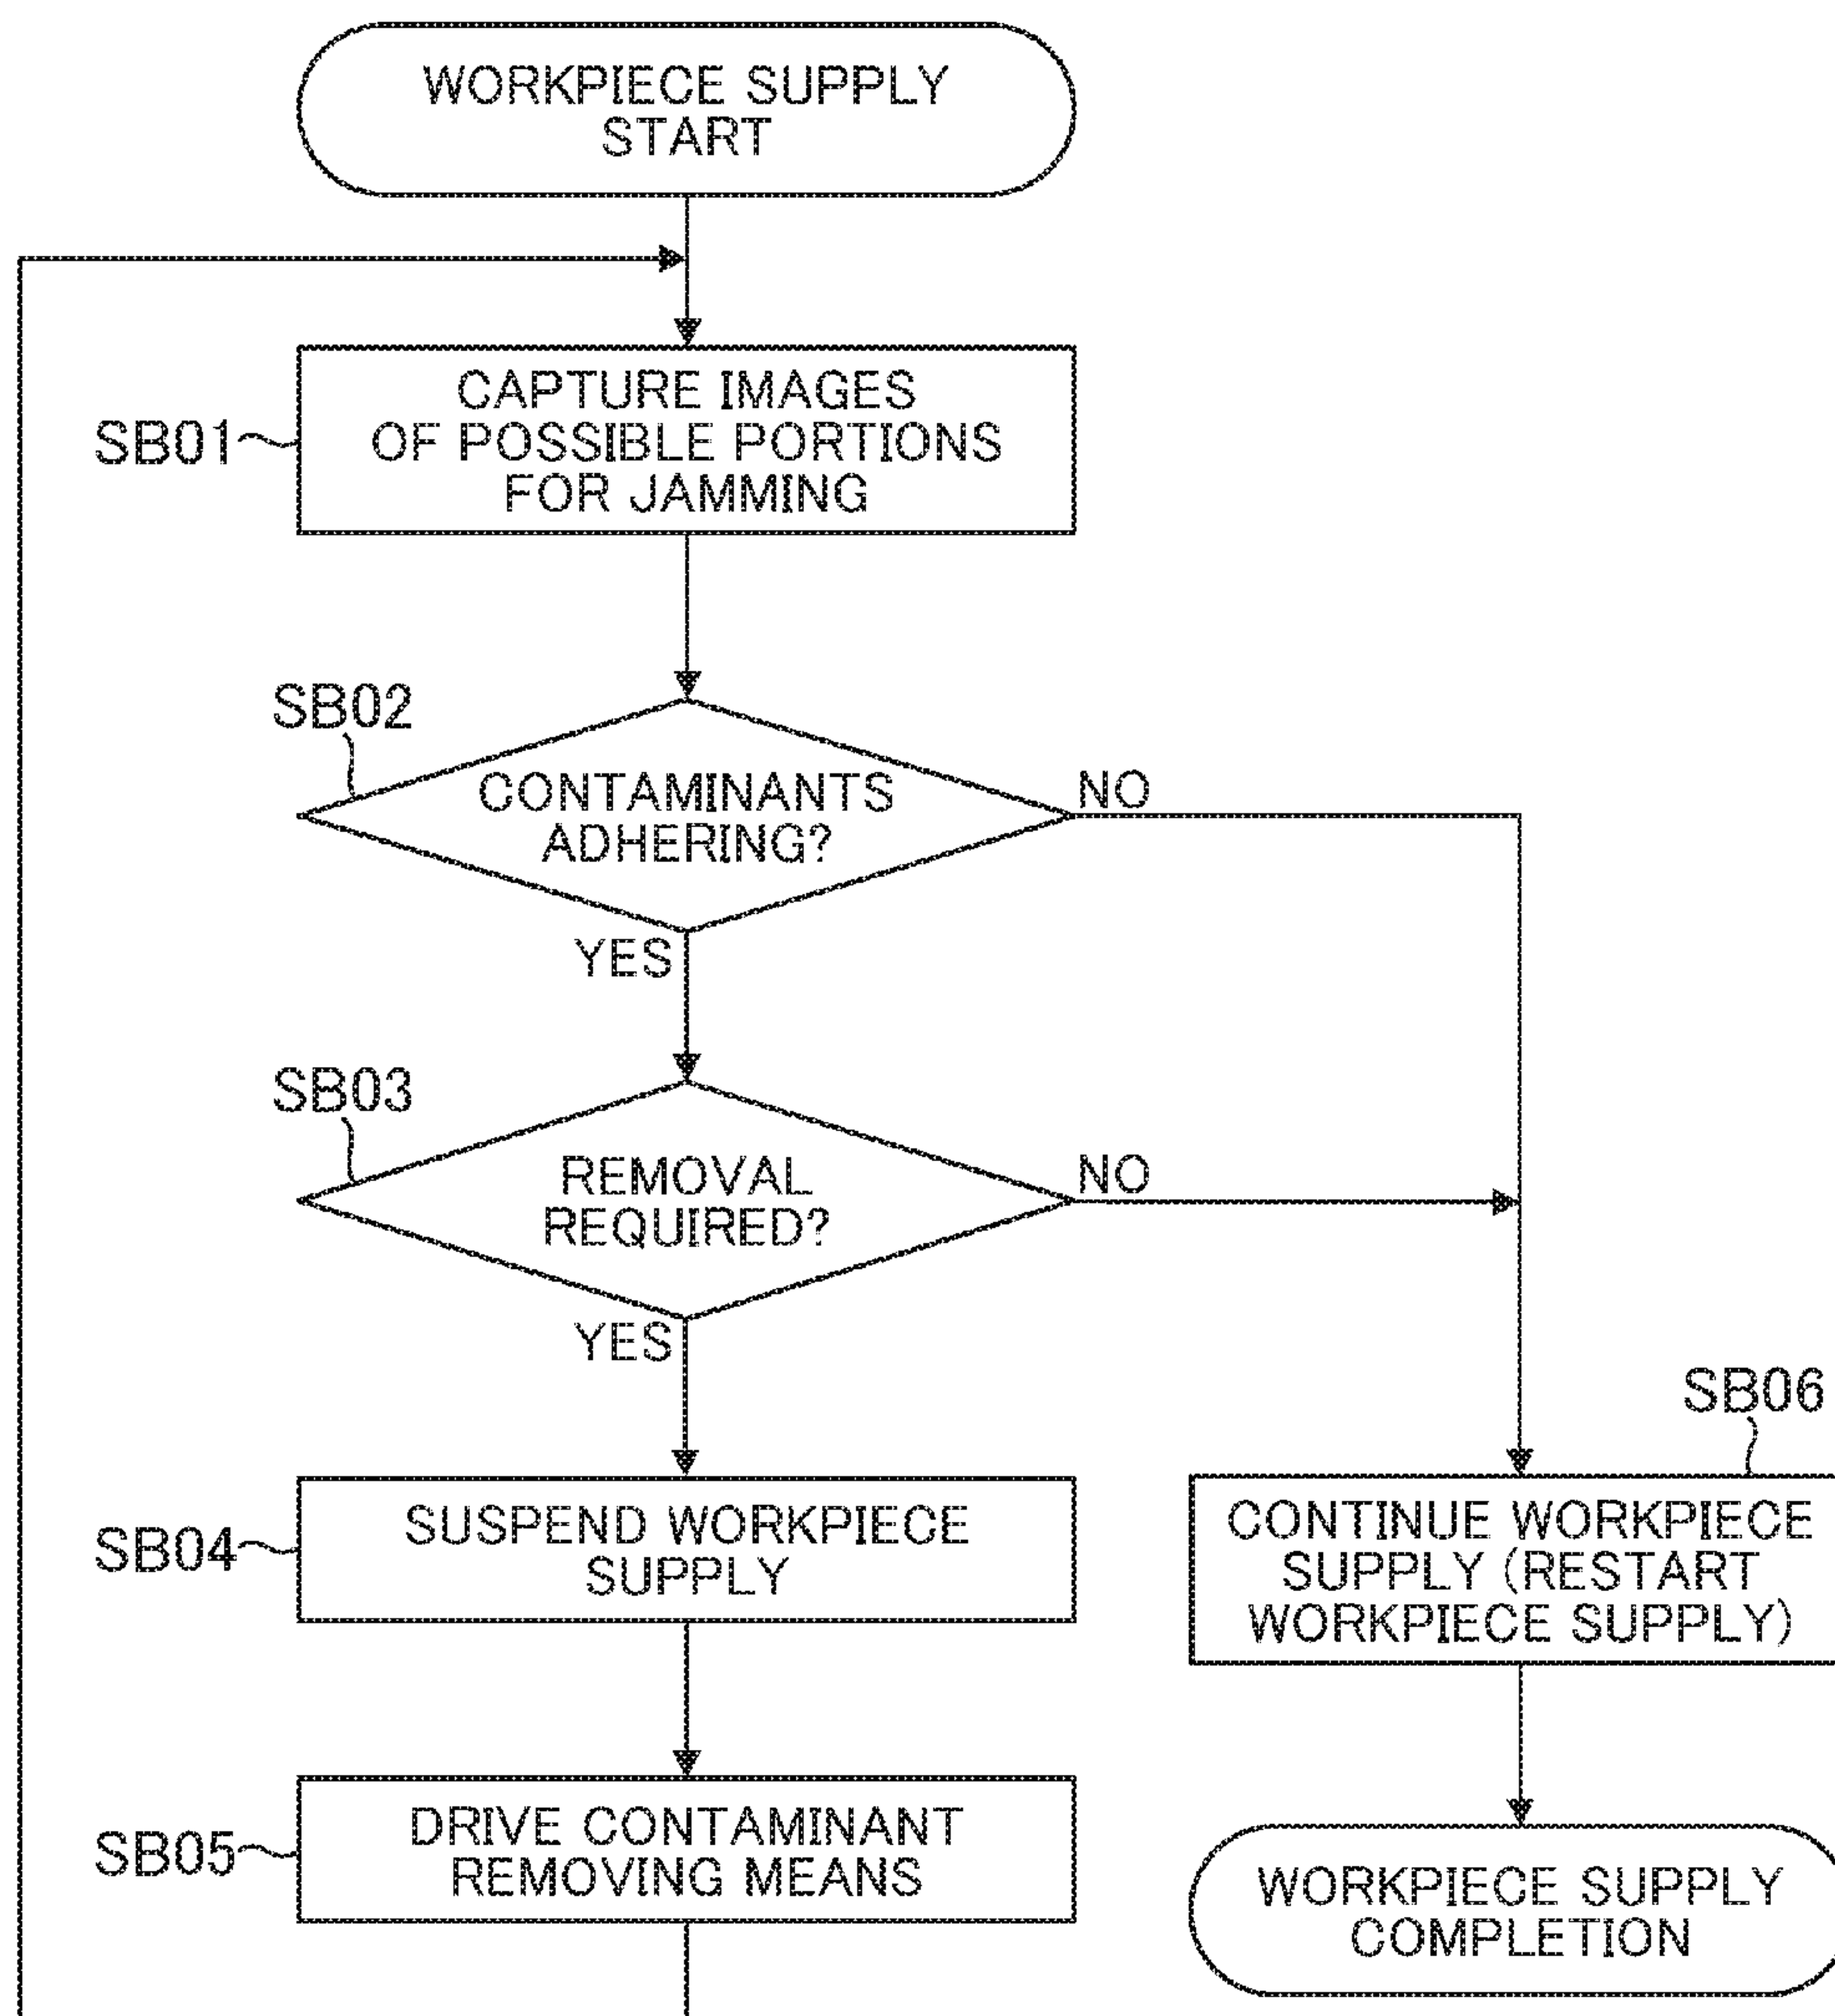 WORKPIECE SUPPLY
START
SB01
CAPTURE IMAGES
OF POSSIBLE PORTIONS
FOR JAMMING
SB02
CONTAMINANTS
ADHERING?
NO
YES
SB03
REMOVAL
REQUIRED?
NO
YES
SB04
SUSPEND WORKPIECE
SUPPLY
SB05
DRIVE CONTAMINANT
REMOVING MEANS
SB06
CONTINUE WORKPIECE
SUPPLY (RESTART
WORKPIECE SUPPLY)
WORKPIECE SUPPLY
COMPLETION